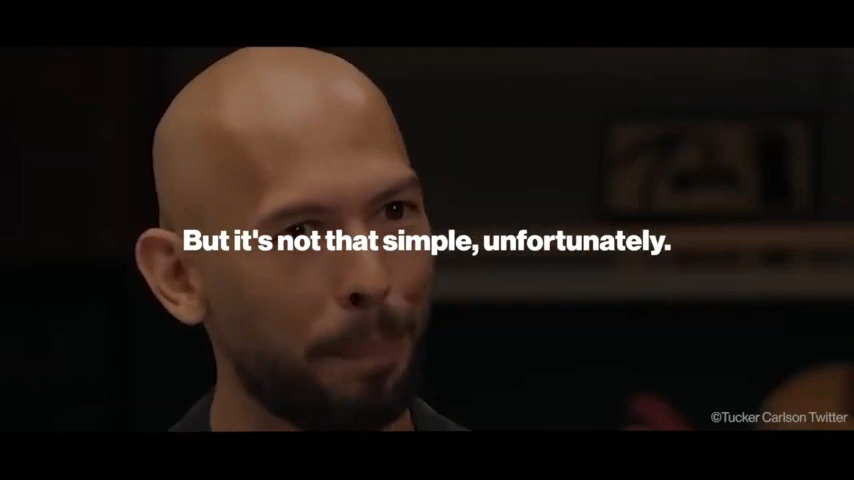 But it's not that simple, unfortunately.
©Tucker Carlson Twitter